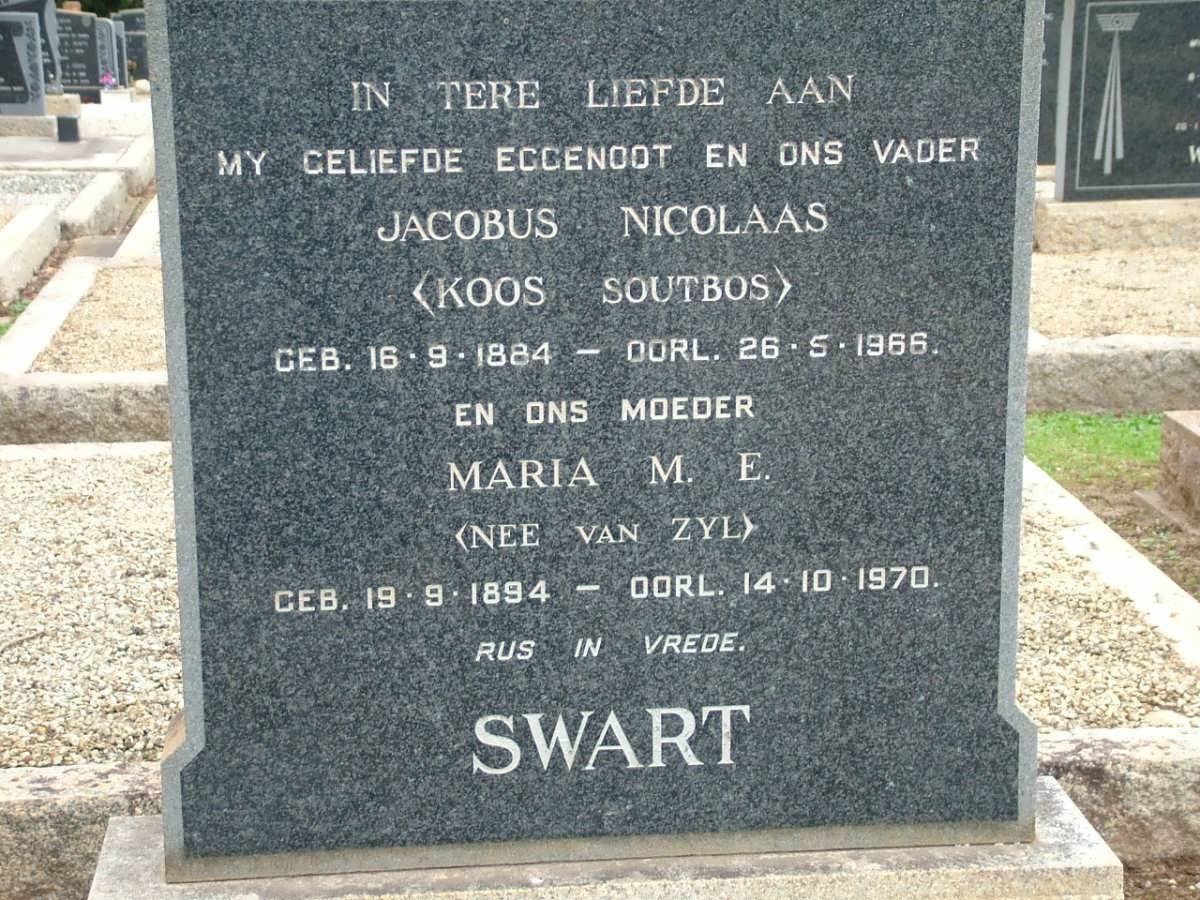 IN TERE LIEFDE AAN
MY GELIEFDE EGGENOOT EN ONS VADER
JACOBUS NICOLAAS
(KOOS SOUTBOS)
GEB. 16·9·1884 — OORL. 26·5·1966.
EN ONS MOEDER
MARIA M. E.
(NEE VAN ZYL)
GEB. 19·9·1894 — OORL. 14·10·1970.
RUS IN VREDE.
SWART